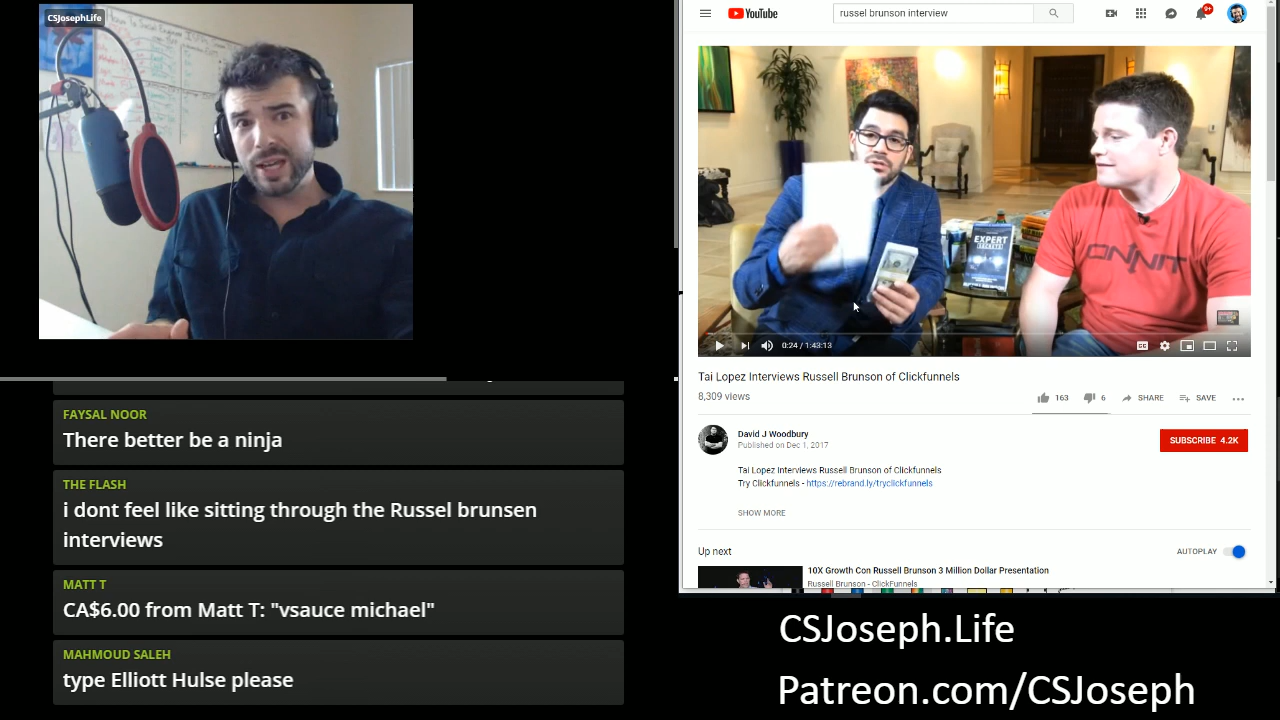 CSJosephLife
FAYSAL NOOR
There better be a ninja
THE FLASH
i dont feel like sitting through the Russel brunsen
interviews
MATT T
CA$6.00 from Matt T: "vsauce michael"
MAHMOUD SALEH
type Elliott Hulse please
YouTube
russel brunson interview
9+
EXPERT
ONNIT
0:24 / 1:43:13
CC
Tai Lopez Interviews Russell Brunson of Clickfunnels
8,309 views
163
6
SHARE
SAVE
David J Woodbury
Published on Dec 1, 2017
SUBSCRIBE 4.2K
Tai Lopez Interviews Russell Brunson of Clickfunnels
Try Clickfunnels - https://rebrand.ly/tryclickfunnels
SHOW MORE
Up next
AUTOPLAY
10X Growth Con Russell Brunson 3 Million Dollar Presentation
Russell Brunson - ClickFunnels
CSJoseph.Life
Patreon.com/CSJoseph